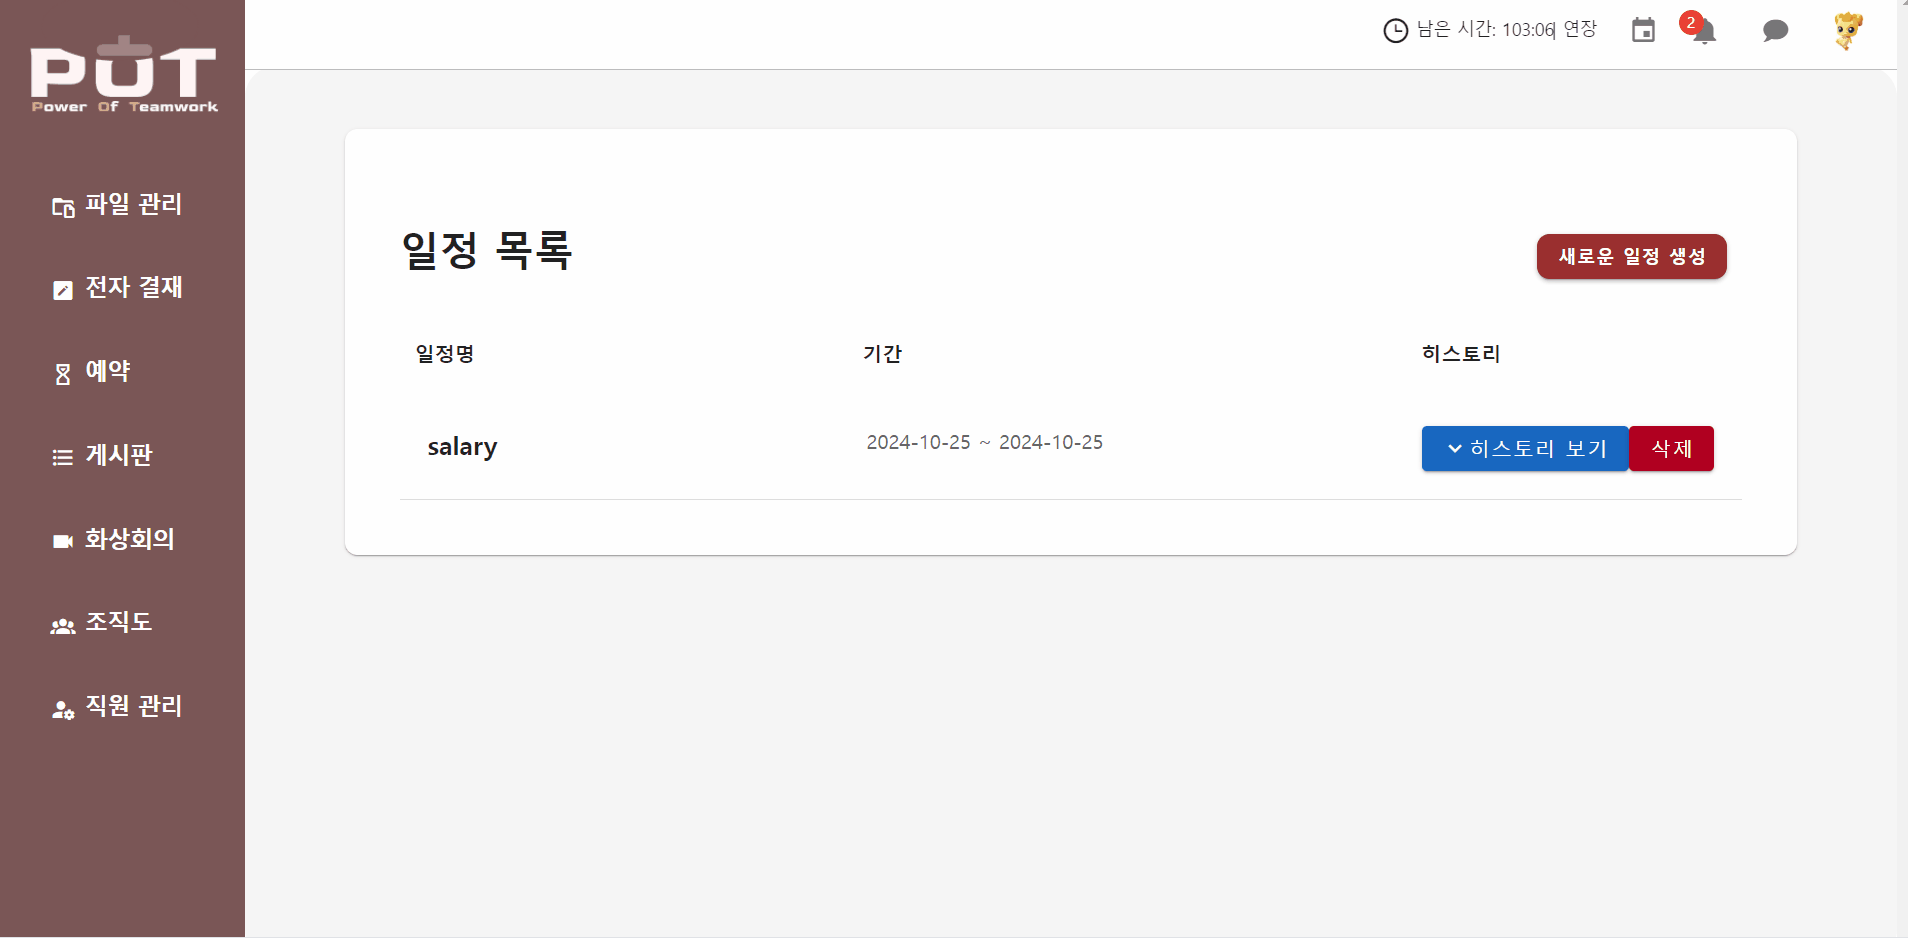 PUT
Power Of Teamwork
남은 시간: 103:06 연장
2
파일 관리
전자 결재
예약
게시판
화상회의
조직도
직원 관리
일정 목록
새로운 일정 생성
일정명 기간 히스토리
salary 2024-10-25 ~ 2024-10-25 히스토리 보기 삭제